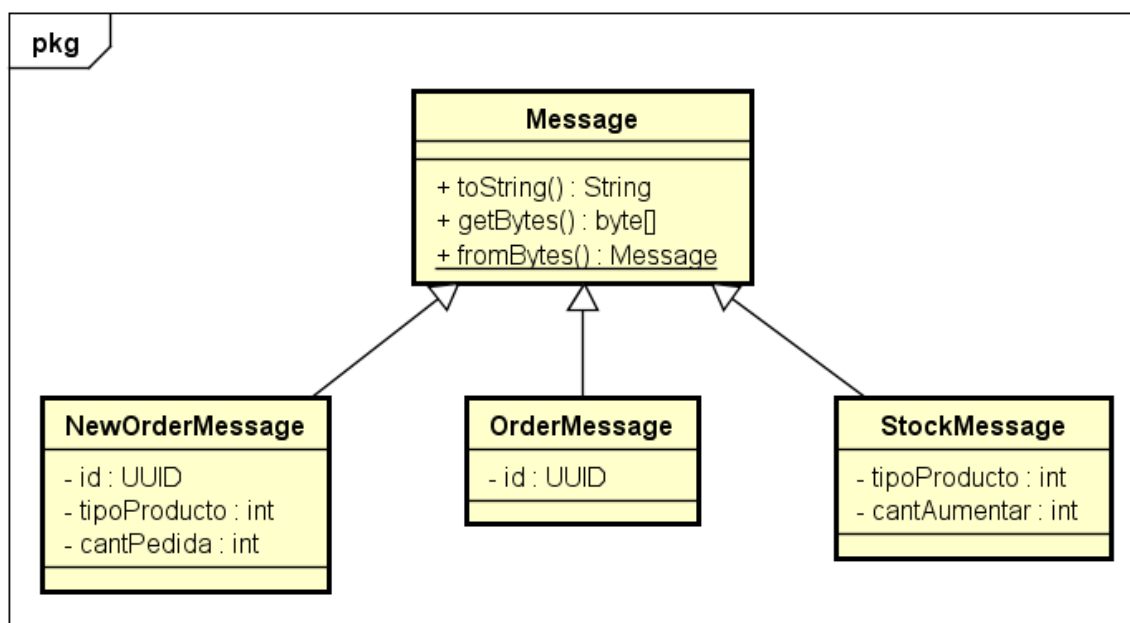 pkg
Message
+ toString() : String
+ getBytes() : byte[]
+ fromBytes() : Message
NewOrderMessage
- id : UUID
- tipoProducto : int
- cantPedida : int
OrderMessage
- id : UUID
StockMessage
- tipoProducto : int
- cantAumentar : int